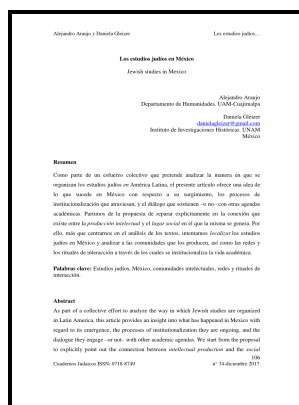 Alejandro Araujo y Daniela Gleizer Los estudios judíos…
Los estudios judíos en México
Jewish studies in Mexico
Alejandro Araujo
Departamento de Humanidades, UAM-Cuajimalpa
Daniela Gleizer
danielagleizer@gmail.com
Instituto de Investigaciones Históricas, UNAM
México
Resumen
Como parte de un esfuerzo colectivo que pretende analizar la manera en que se
organizan los estudios judíos en América Latina, el presente artículo ofrece una idea de
lo que sucede en México con respecto a su surgimiento, los procesos de
institucionalización que atraviesan, y el diálogo que sostienen –o no– con otras agendas
académicas. Partimos de la propuesta de reparar explícitamente en la conexión que
existe entre la producción intelectual y el lugar social en el que la misma se genera. Por
ello, más que centrarnos en el análisis de los textos, intentamos localizar los estudios
judíos en México y analizar a las comunidades que los producen, así como las redes y
los rituales de interacción a través de los cuales se institucionaliza la vida académica.
Palabras clave: Estudios judíos, México, comunidades intelectuales, redes y rituales de
interacción.
Abstract
As part of a collective effort to analyze the way in which Jewish studies are organized
in Latin America, this article provides an insight into what has happened in Mexico with
regard to its emergence, the processes of institutionalization they are ongoing, and the
dialogue they engage –or not– with other academic agendas. We start from the proposal
to explicitly point out the connection between intellectual production and the social
106
Cuadernos Judaicos ISSN: 0718-8749 nº 34-diciembre 2017